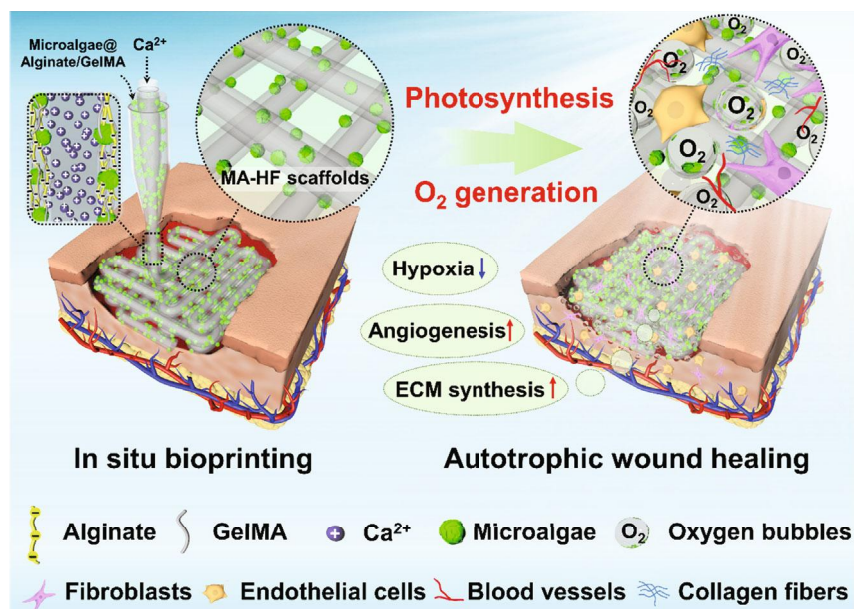 Microalgae@
Alginate/GelMA
Ca²⁺
MA-HF scaffolds
Photosynthesis
O₂ generation
O₂
O₂
O₂
O₂
O₂
O₂
O₂
Hypoxia↓
Angiogenesis↑
ECM synthesis↑
In situ bioprinting
Autotrophic wound healing
Alginate
GelMA
Ca²⁺
Microalgae
O₂
Oxygen bubbles
Fibroblasts
Endothelial cells
Blood vessels
Collagen fibers